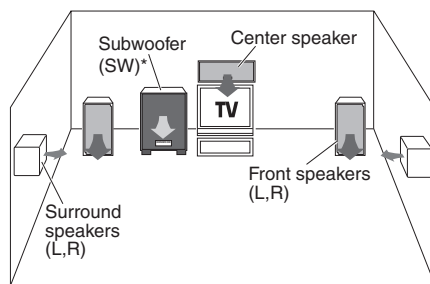 Subwoofer
(SW)*
Center speaker
TV
Front speakers
(L,R)
Surround
speakers
(L,R)